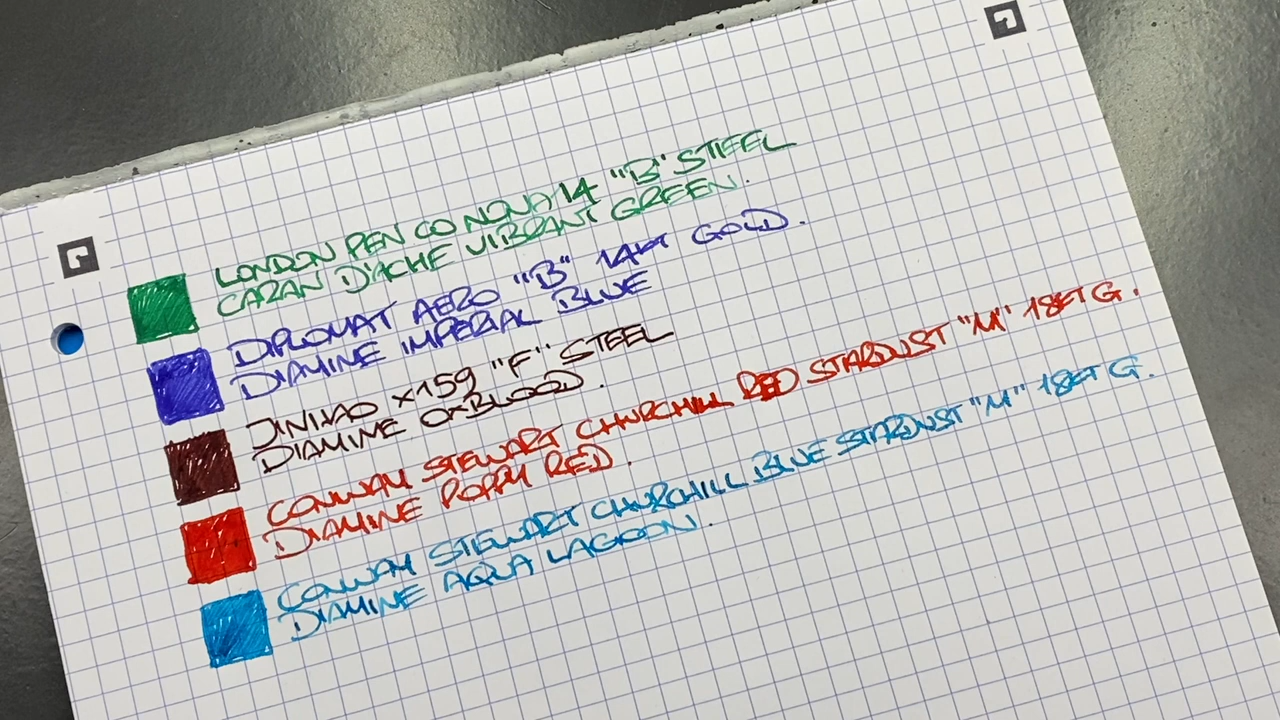 LONDON PEN CO NOVA 14 "B" STEEL
CARAN D'ACHE VIBRANT GREEN.
DIPLOMAT AERO "B" 14KT GOLD.
DIAMINE IMPERIAL BLUE
JINHAO X159 "F" STEEL
DIAMINE OXBLOOD.
CONWAY STEWART CHURCHILL RED STARDUST "M" 18KT G.
DIAMINE POPPY RED.
CONWAY STEWART CHURCHILL BLUE STARDUST "M" 18KT G.
DIAMINE AQUA LAGOON.